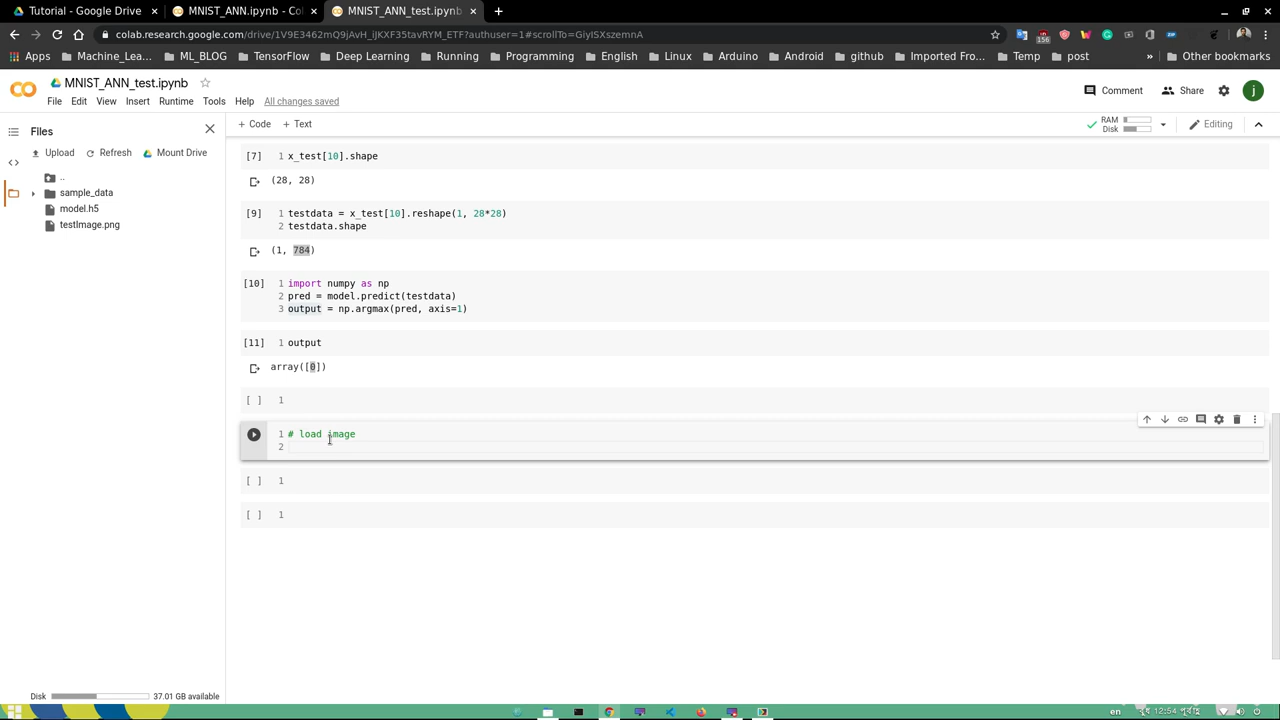 Tutorial - Google Drive
MNIST_ANN.ipynb - Col
MNIST_ANN_test.ipynb
colab.research.google.com/drive/1V9E3462mQ9jAvH_iJKXF35tavRYM_ETF?authuser=1#scrollTo=GiyISXszemnA
156
Apps Machine_Lea... ML_BLOG TensorFlow Deep Learning Running Programming English Linux Arduino Android github Imported Fro... Temp post » Other bookmarks
MNIST_ANN_test.ipynb
File Edit View Insert Runtime Tools Help All changes saved
Comment Share j
Files
+ Code + Text
RAM
Disk
Editing
Upload Refresh Mount Drive
..
sample_data
model.h5
testImage.png
[7] 1 x_test[10].shape
(28, 28)
[9] 1 testdata = x_test[10].reshape(1, 28*28)
2 testdata.shape
(1, 784)
[10] 1 import numpy as np
2 pred = model.predict(testdata)
3 output = np.argmax(pred, axis=1)
[11] 1 output
array([0])
[ ] 1
1 # load image
2
[ ] 1
[ ] 1
Disk 37.01 GB available
en